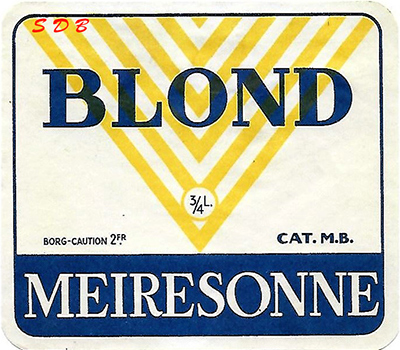 SDB
BLOND
3/4 L.
BORG-CAUTION 2FR.
CAT. M.B.
MEIRESONNE